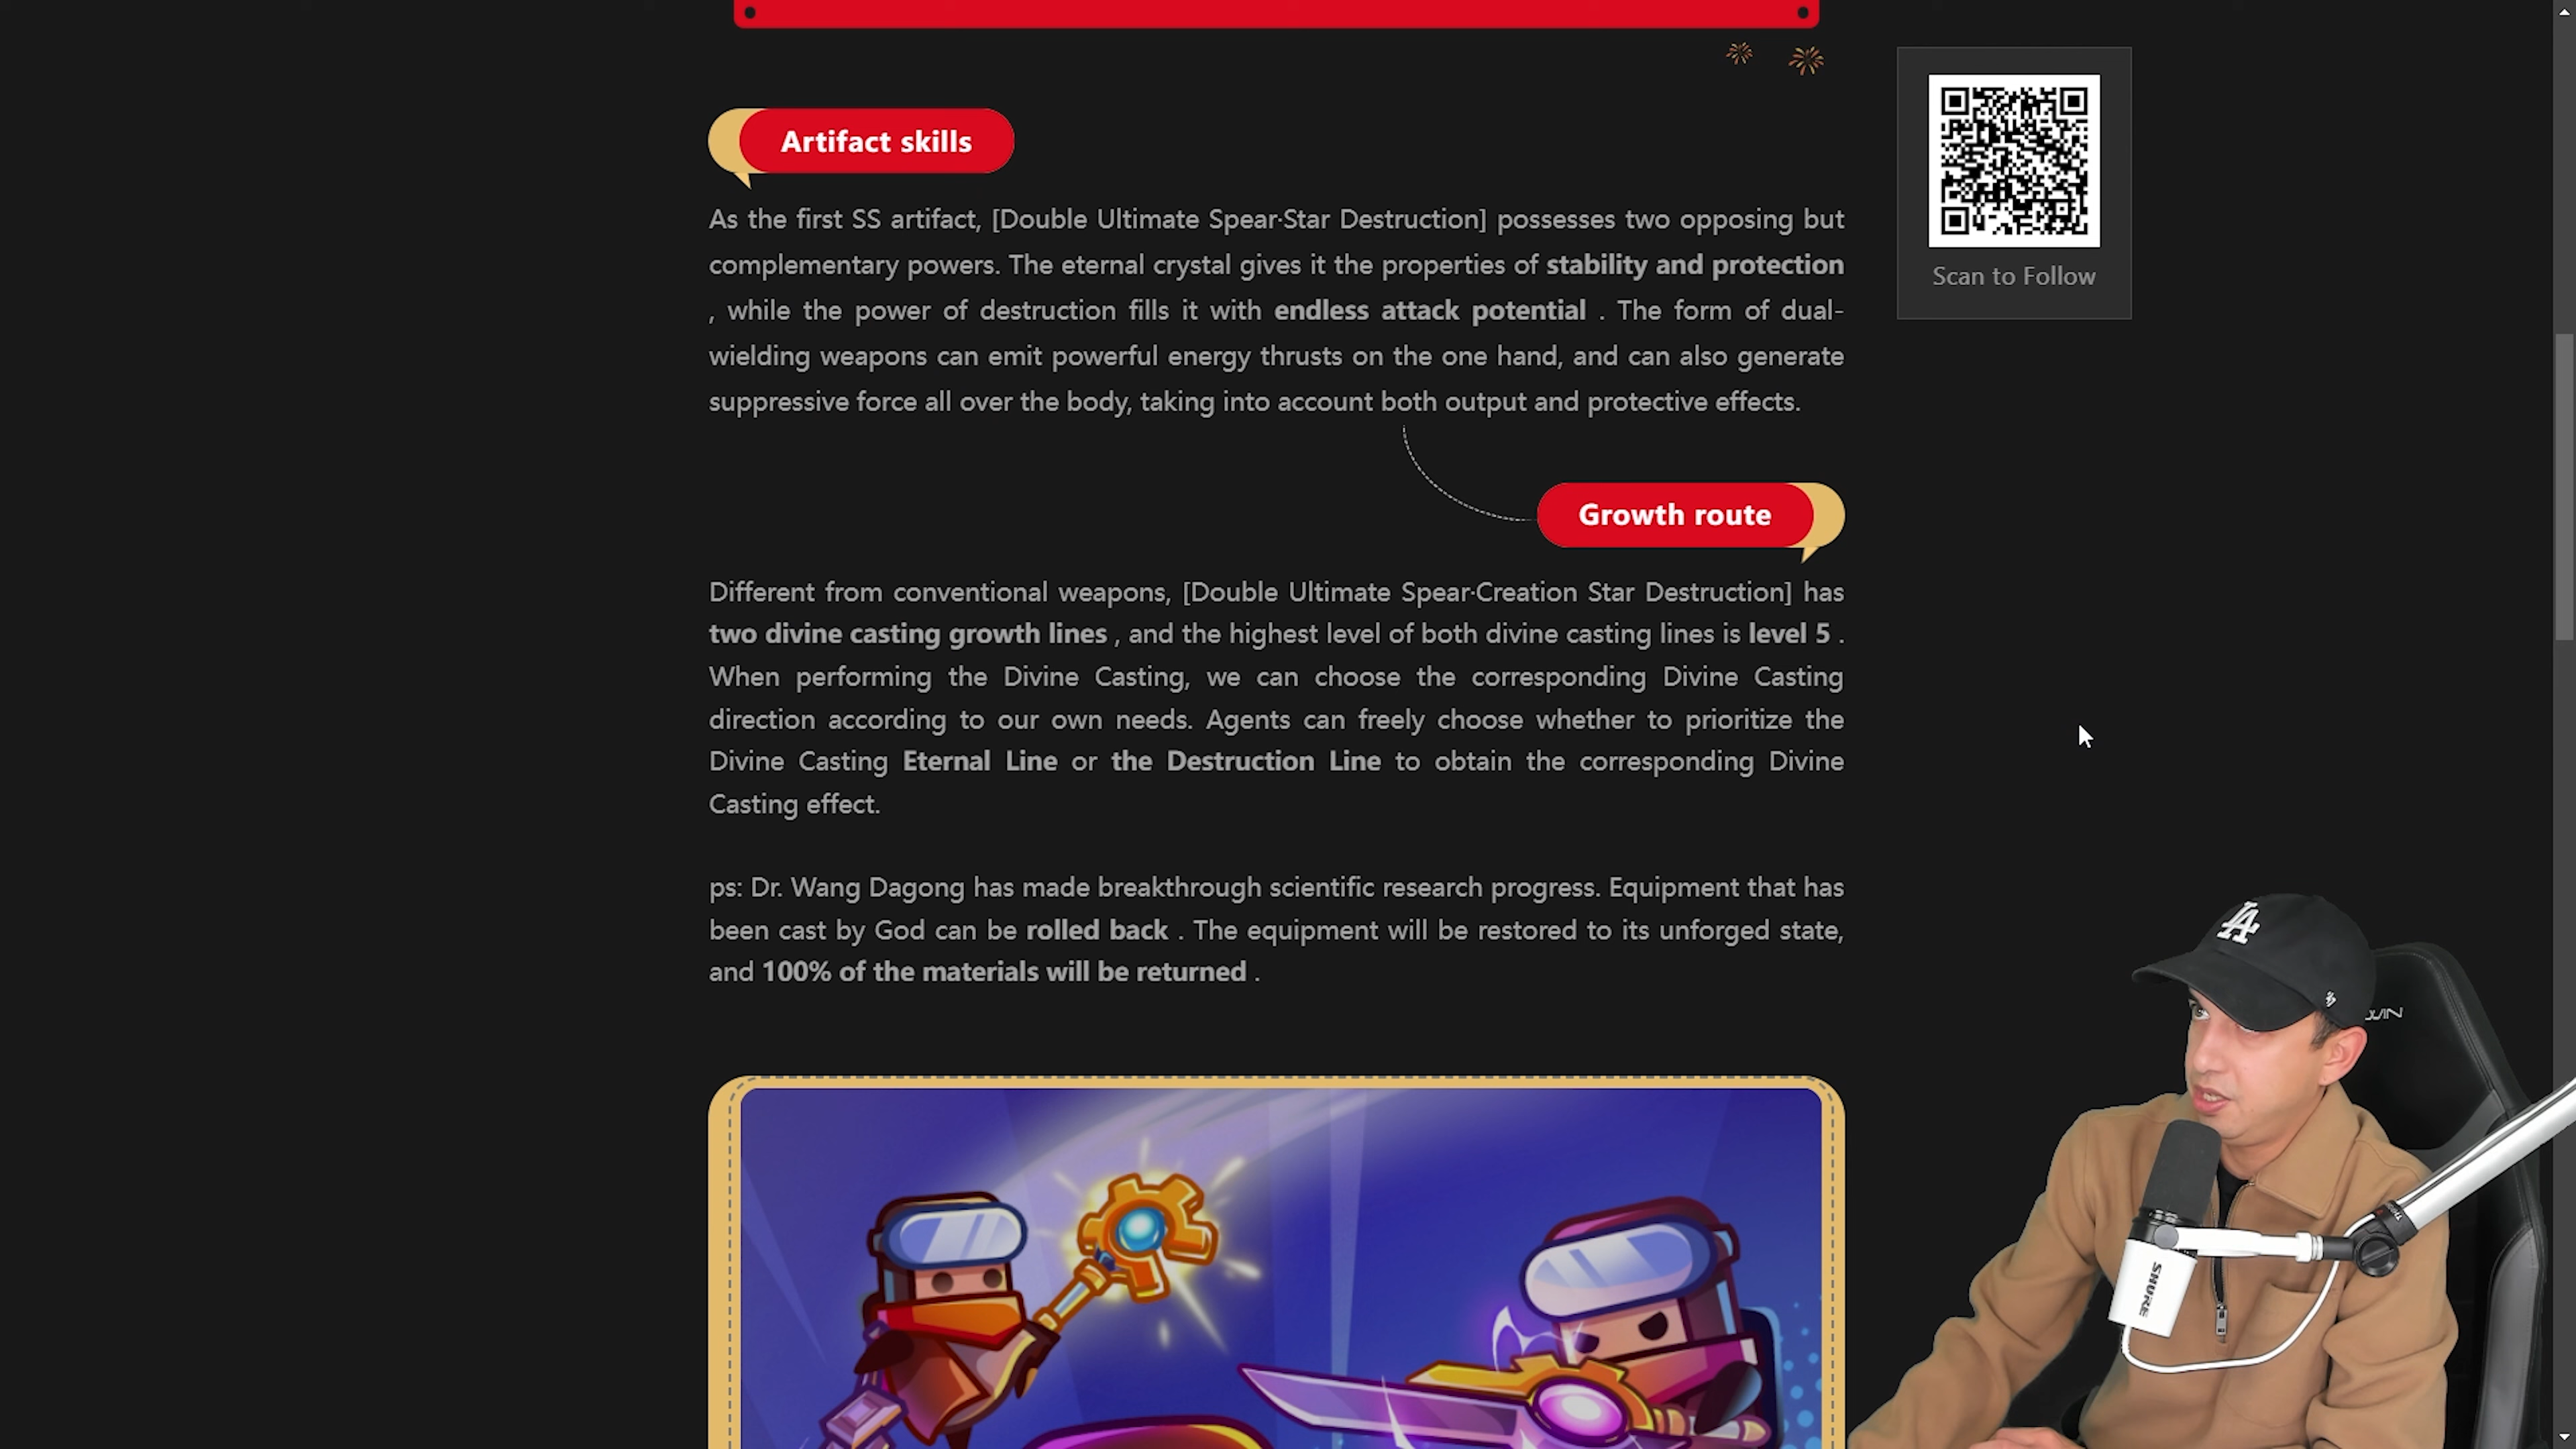 Artifact skills
As the first SS artifact, [Double Ultimate Spear·Star Destruction] possesses two opposing but
complementary powers. The eternal crystal gives it the properties of stability and protection
, while the power of destruction fills it with endless attack potential . The form of dual-
wielding weapons can emit powerful energy thrusts on the one hand, and can also generate
suppressive force all over the body, taking into account both output and protective effects.
Scan to Follow
Growth route
Different from conventional weapons, [Double Ultimate Spear·Creation Star Destruction] has
two divine casting growth lines , and the highest level of both divine casting lines is level 5 .
When performing the Divine Casting, we can choose the corresponding Divine Casting
direction according to our own needs. Agents can freely choose whether to prioritize the
Divine Casting Eternal Line or the Destruction Line to obtain the corresponding Divine
Casting effect.
ps: Dr. Wang Dagong has made breakthrough scientific research progress. Equipment that has
been cast by God can be rolled back . The equipment will be restored to its unforged state,
and 100% of the materials will be returned .
LA
SHURE